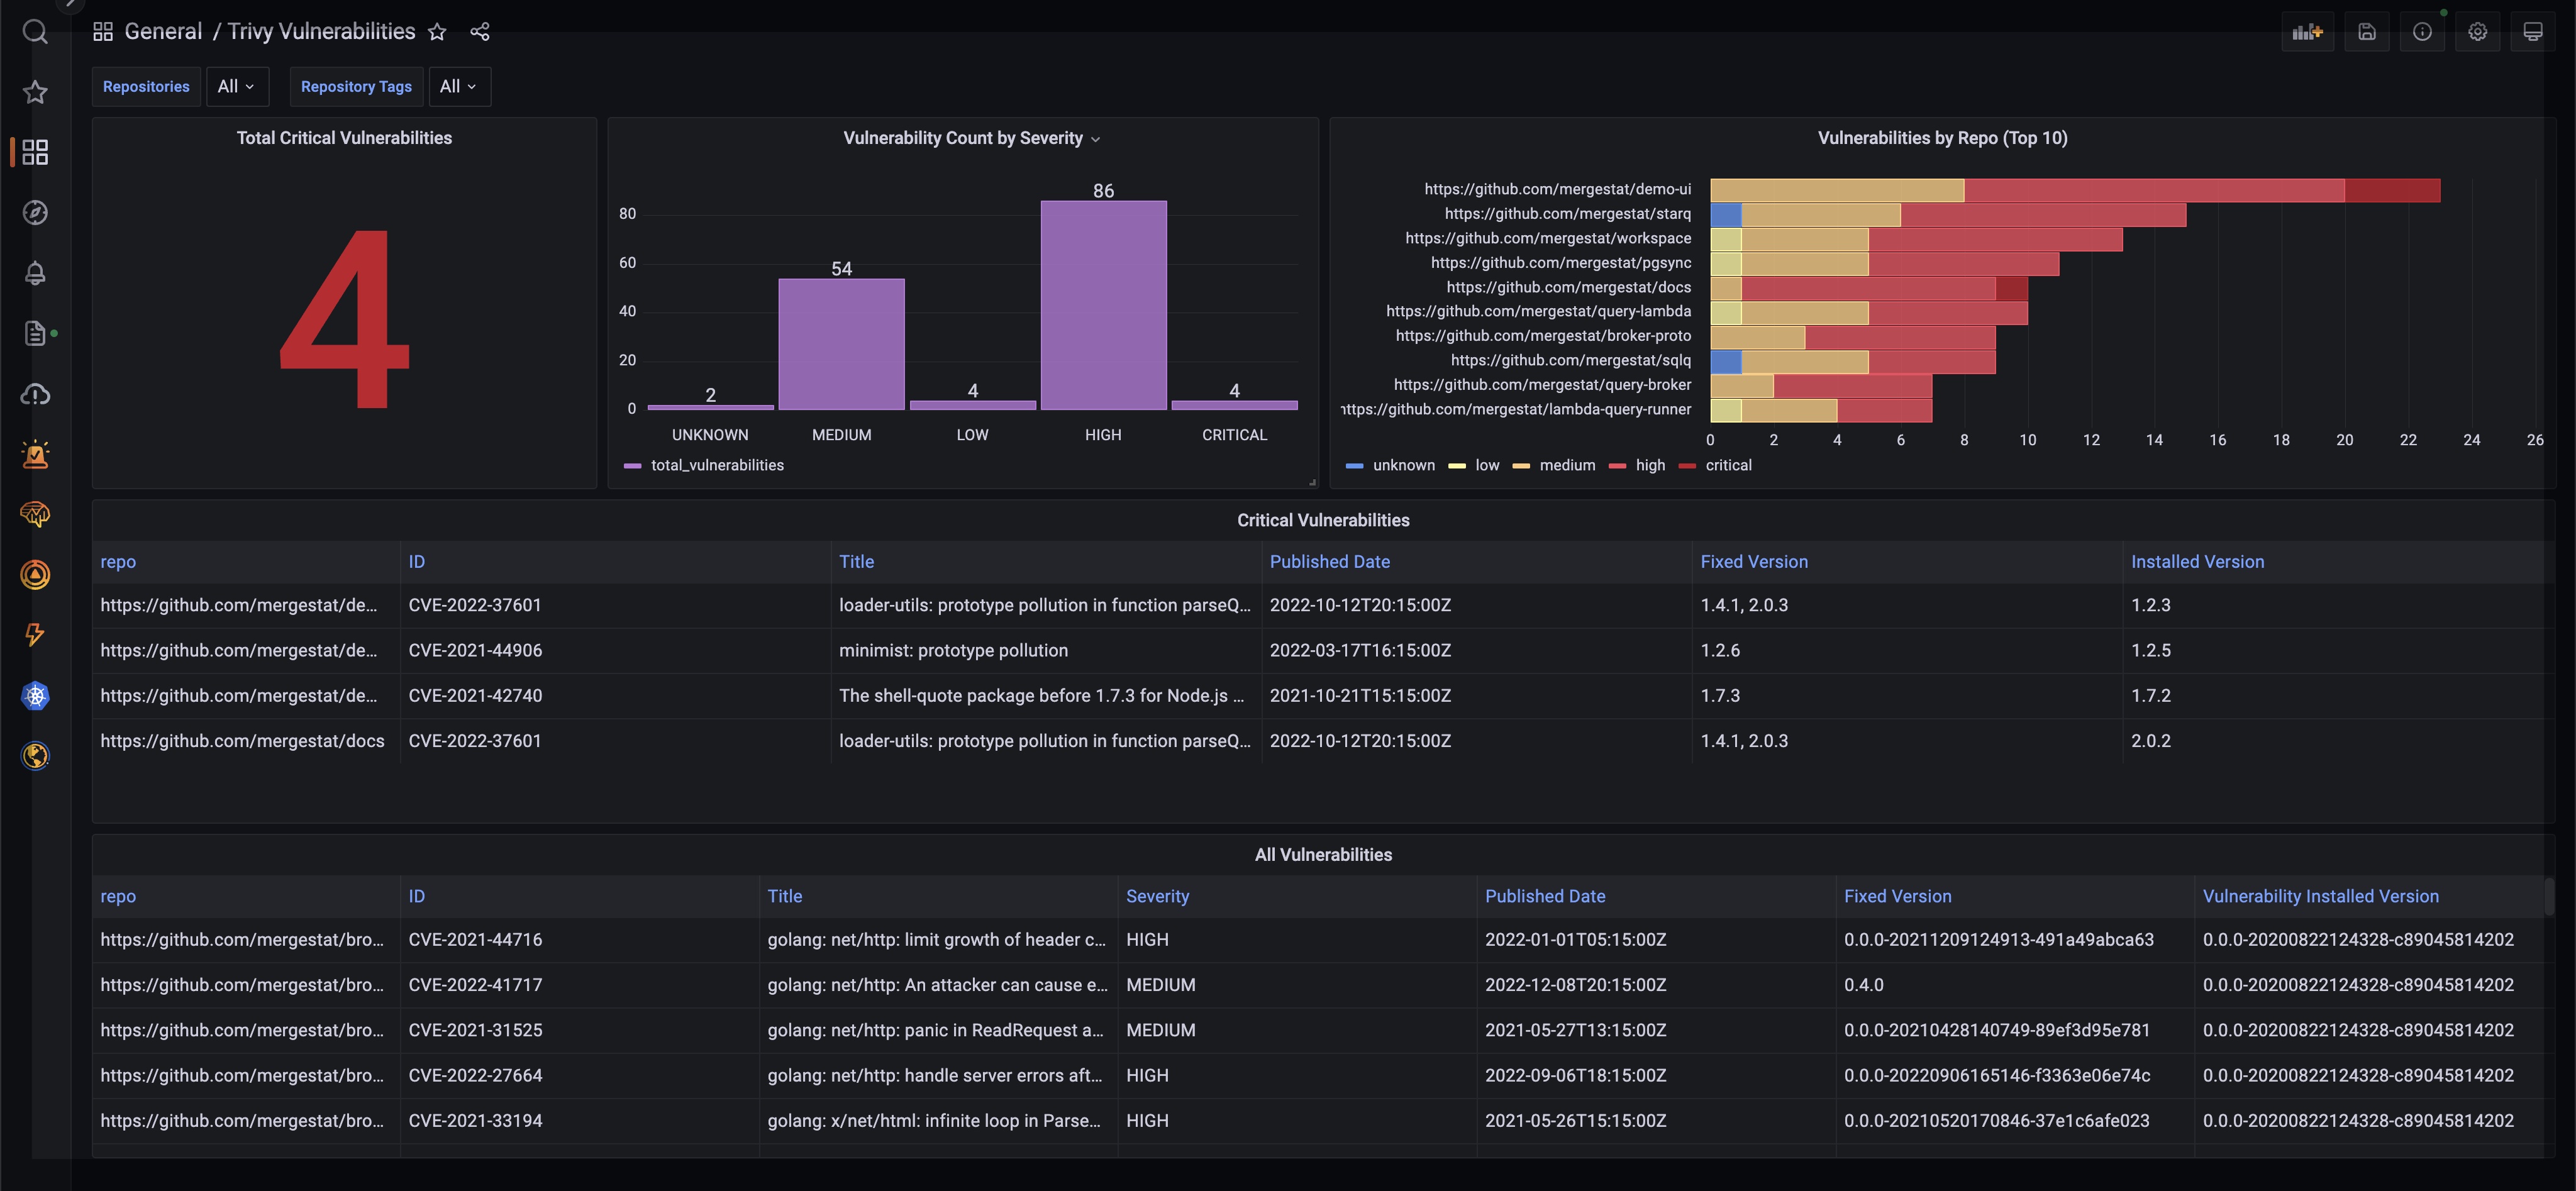 General / Trivy Vulnerabilities
Repositories All Repository Tags All
Total Critical Vulnerabilities
4
Vulnerability Count by Severity
80
60
40
20
0
2
54
4
86
4
UNKNOWN MEDIUM LOW HIGH CRITICAL
total_vulnerabilities
Vulnerabilities by Repo (Top 10)
https://github.com/mergestat/demo-ui
https://github.com/mergestat/starq
https://github.com/mergestat/workspace
https://github.com/mergestat/pgsync
https://github.com/mergestat/docs
https://github.com/mergestat/query-lambda
https://github.com/mergestat/broker-proto
https://github.com/mergestat/sqlq
https://github.com/mergestat/query-broker
https://github.com/mergestat/lambda-query-runner
0 2 4 6 8 10 12 14 16 18 20 22 24 26
unknown low medium high critical
Critical Vulnerabilities
repo ID Title Published Date Fixed Version Installed Version
https://github.com/mergestat/de... CVE-2022-37601 loader-utils: prototype pollution in function parseQ... 2022-10-12T20:15:00Z 1.4.1, 2.0.3 1.2.3
https://github.com/mergestat/de... CVE-2021-44906 minimist: prototype pollution 2022-03-17T16:15:00Z 1.2.6 1.2.5
https://github.com/mergestat/de... CVE-2021-42740 The shell-quote package before 1.7.3 for Node.js ... 2021-10-21T15:15:00Z 1.7.3 1.7.2
https://github.com/mergestat/docs CVE-2022-37601 loader-utils: prototype pollution in function parseQ... 2022-10-12T20:15:00Z 1.4.1, 2.0.3 2.0.2
All Vulnerabilities
repo ID Title Severity Published Date Fixed Version Vulnerability Installed Version
https://github.com/mergestat/bro... CVE-2021-44716 golang: net/http: limit growth of header c... HIGH 2022-01-01T05:15:00Z 0.0.0-20211209124913-491a49abca63 0.0.0-20200822124328-c89045814202
https://github.com/mergestat/bro... CVE-2022-41717 golang: net/http: An attacker can cause e... MEDIUM 2022-12-08T20:15:00Z 0.4.0 0.0.0-20200822124328-c89045814202
https://github.com/mergestat/bro... CVE-2021-31525 golang: net/http: panic in ReadRequest a... MEDIUM 2021-05-27T13:15:00Z 0.0.0-20210428140749-89ef3d95e781 0.0.0-20200822124328-c89045814202
https://github.com/mergestat/bro... CVE-2022-27664 golang: net/http: handle server errors aft... HIGH 2022-09-06T18:15:00Z 0.0.0-20220906165146-f3363e06e74c 0.0.0-20200822124328-c89045814202
https://github.com/mergestat/bro... CVE-2021-33194 golang: x/net/html: infinite loop in Parse... HIGH 2021-05-26T15:15:00Z 0.0.0-20210520170846-37e1c6afe023 0.0.0-20200822124328-c89045814202